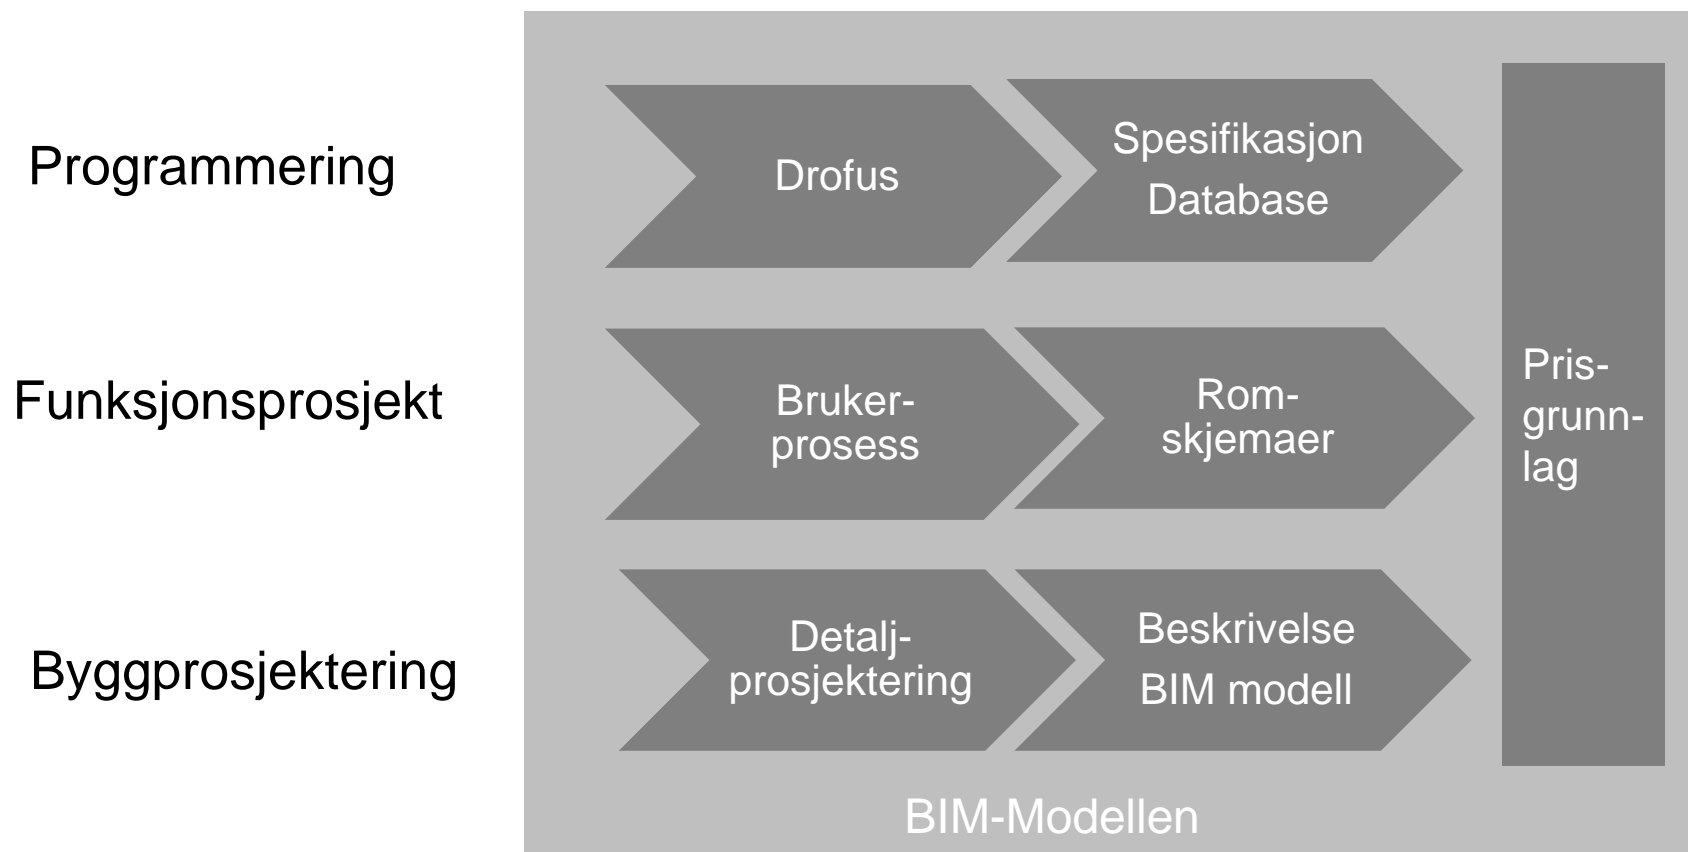 Programmering
Drofus
Spesifikasjon
Database
Funksjonsprosjekt
Bruker-
prosess
Rom-
skjemaer
Pris-
grunn-
lag
Byggprosjektering
Detalj-
prosjektering
Beskrivelse
BIM modell
BIM-Modellen